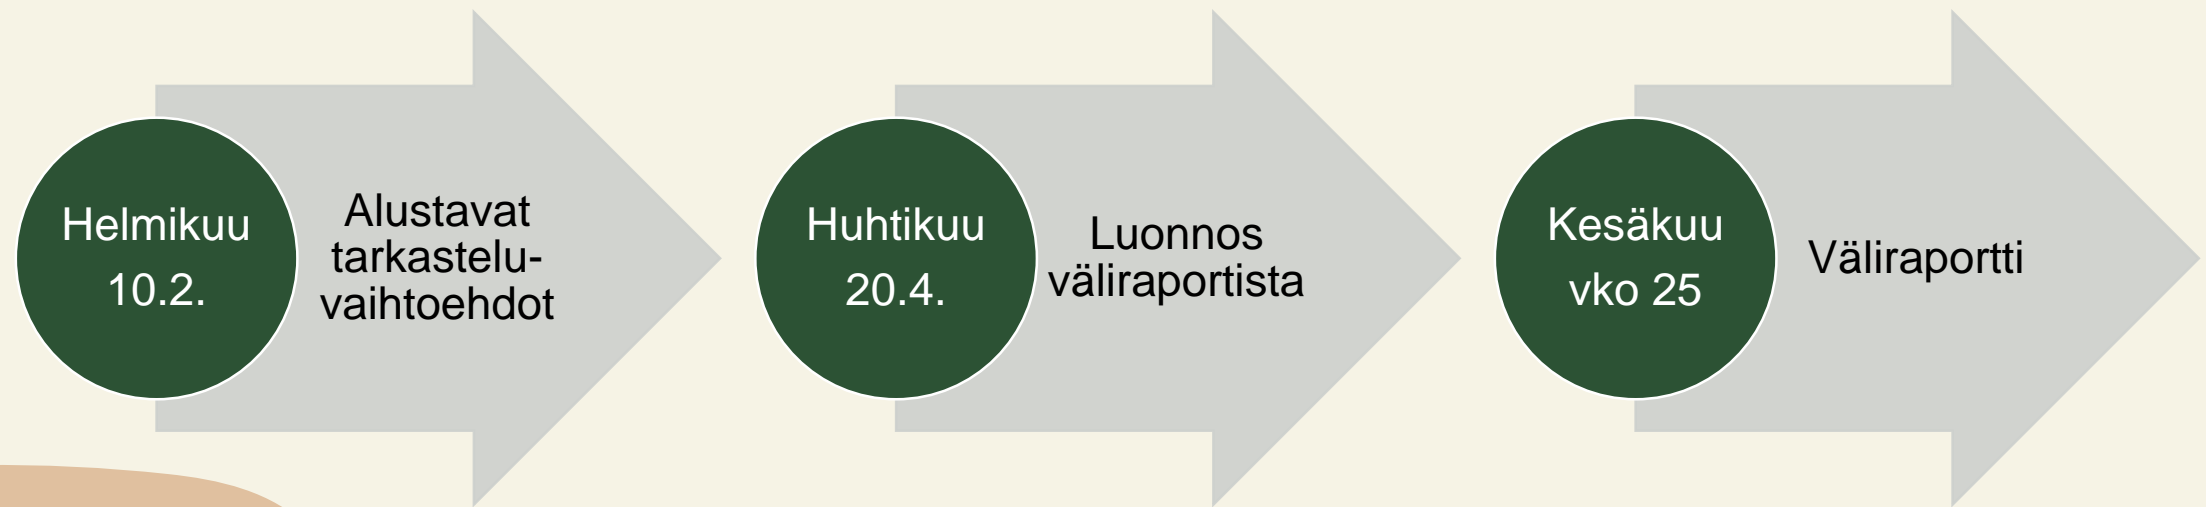 Helmikuu
10.2.
Alustavat
tarkastelu-
vaihtoehdot
Huhtikuu
20.4.
Luonnos
väliraportista
Kesäkuu
vko 25
Väliraportti